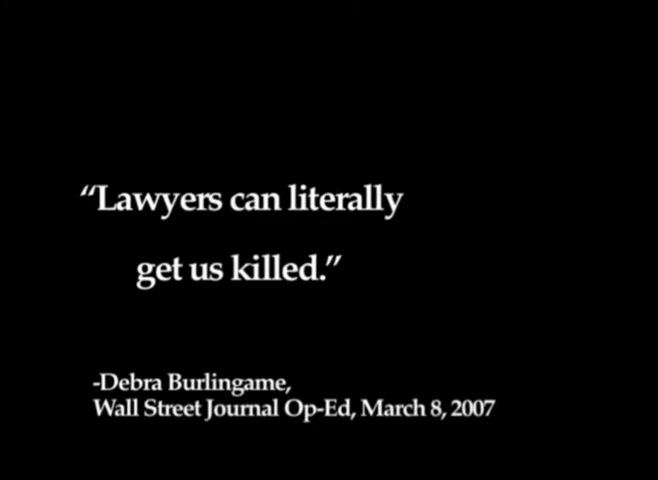 “Lawyers can literally
get us killed.”
-Debra Burlingame,
Wall Street Journal Op-Ed, March 8, 2007